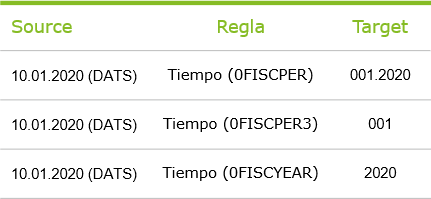 Source Regla Target
10.01.2020 (DATS) Tiempo (0FISCPER) 001.2020
10.01.2020 (DATS) Tiempo (0FISCPER3) 001
10.01.2020 (DATS) Tiempo (0FISCYEAR) 2020